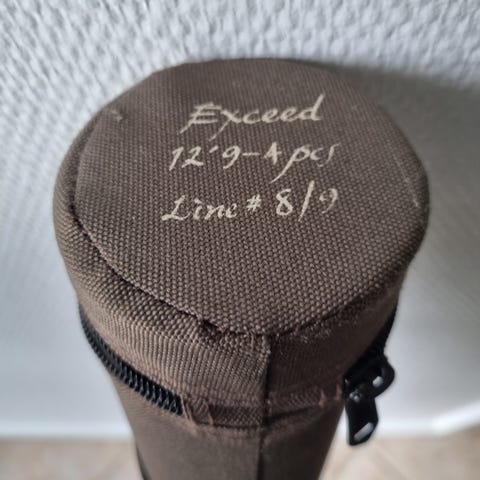 Exceed
12'9-4pcs
Line # 8/9